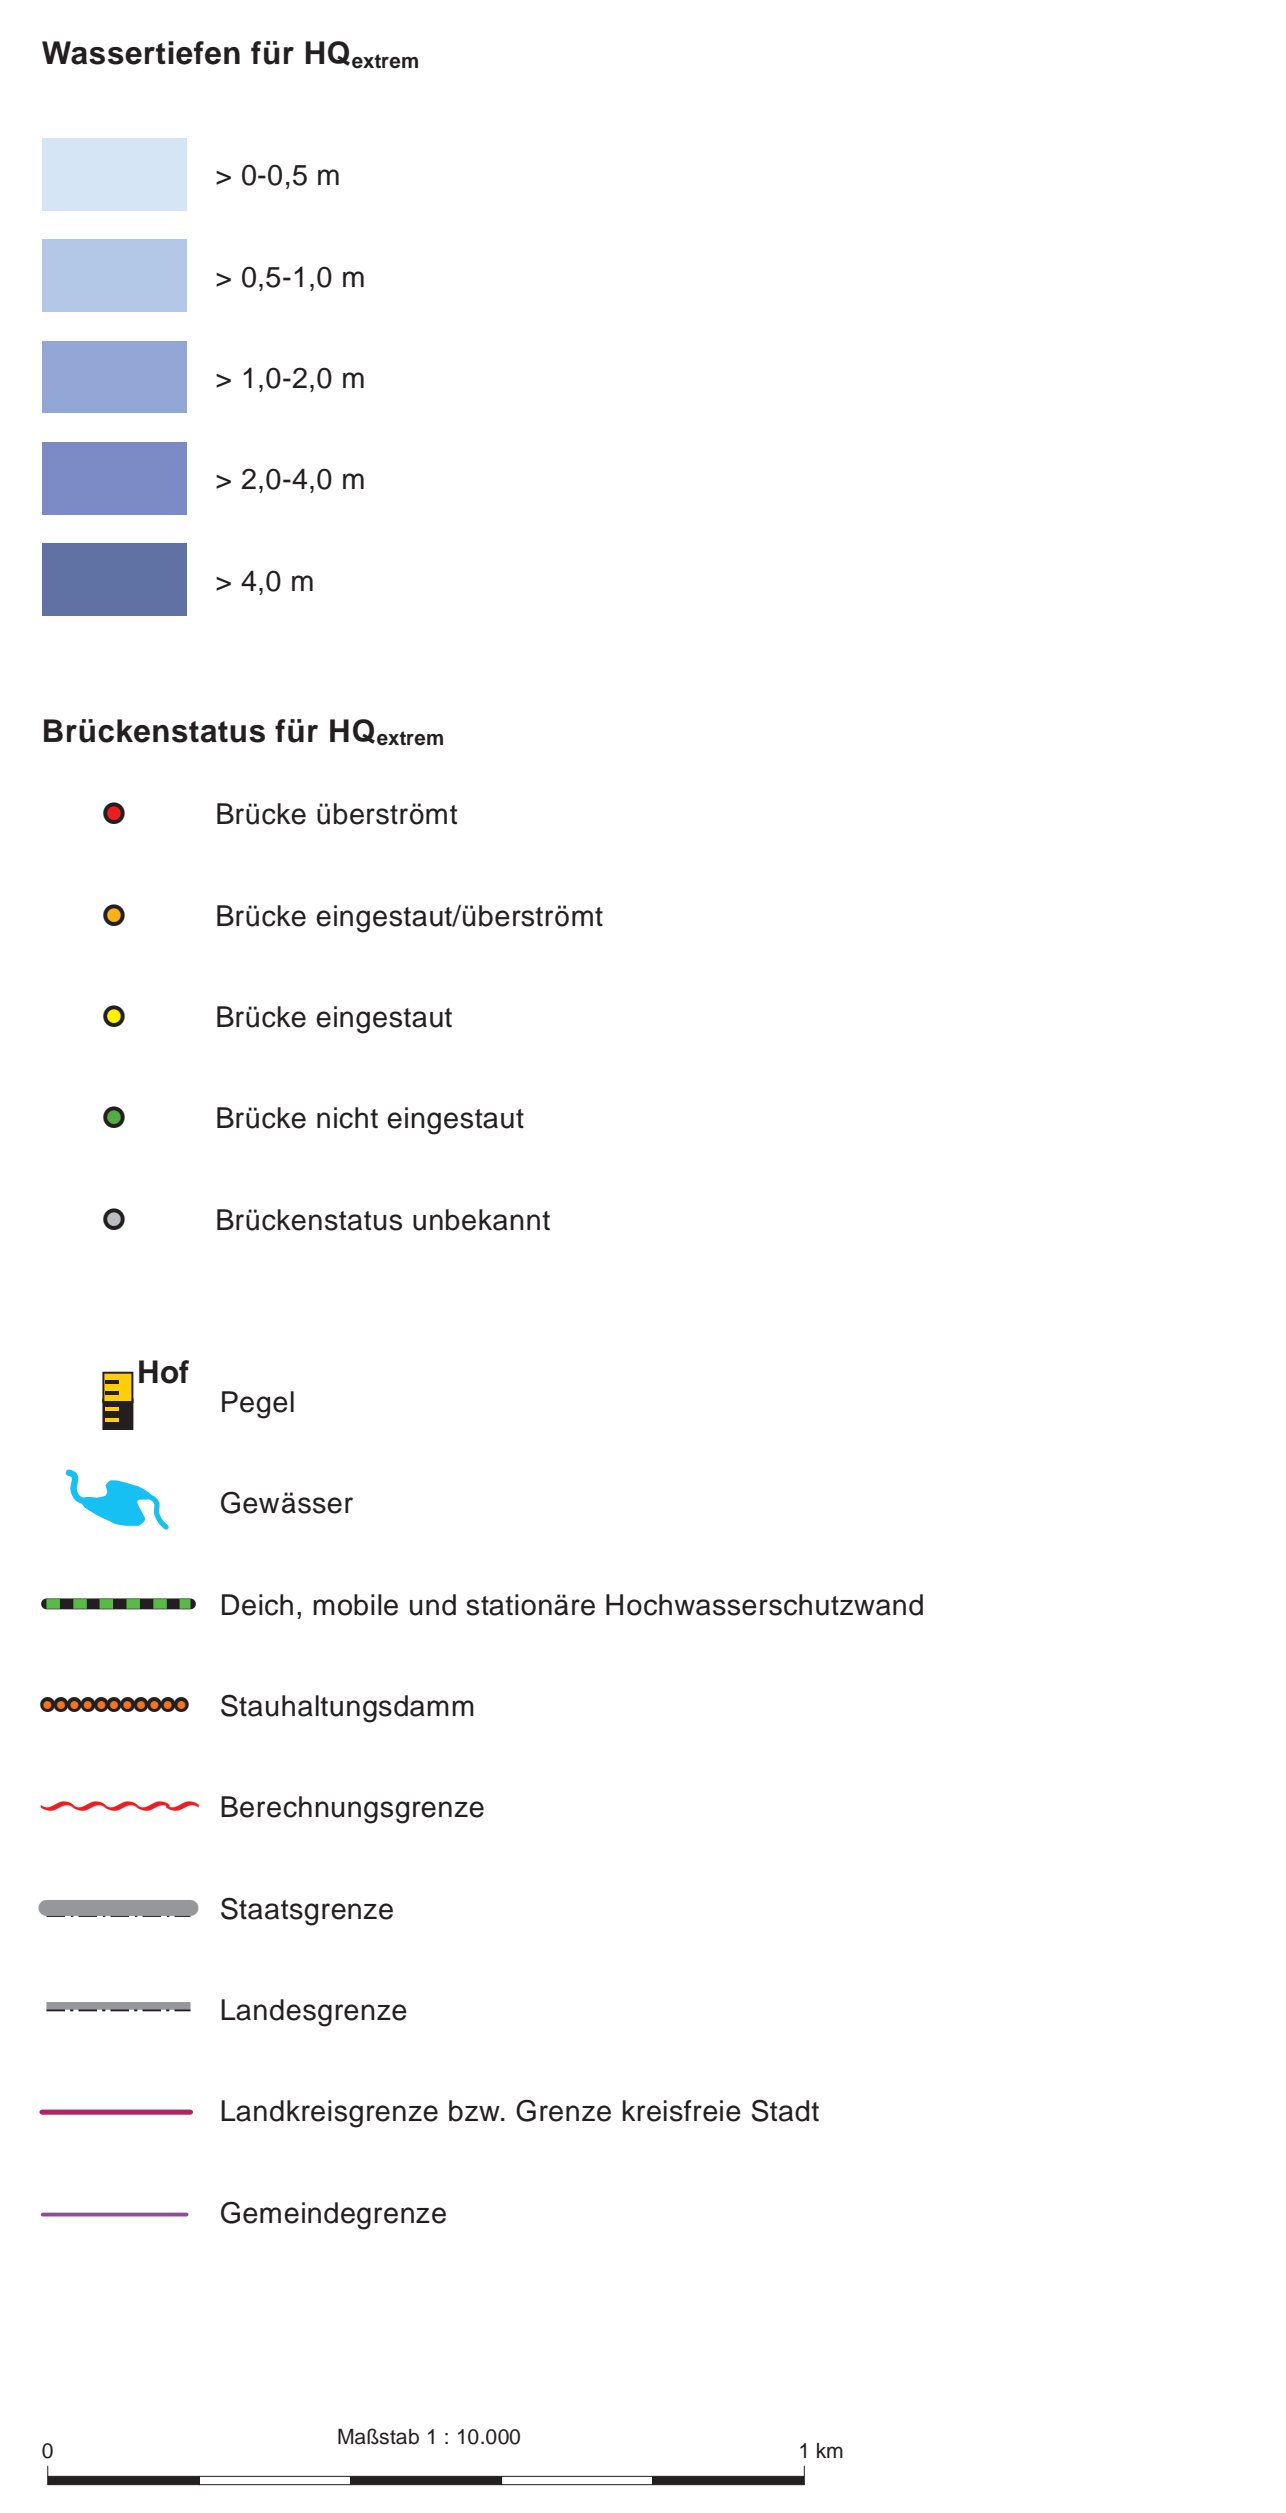 Wassertiefen für HQextrem
> 0-0,5 m
> 0,5-1,0 m
> 1,0-2,0 m
> 2,0-4,0 m
> 4,0 m
Brückenstatus für HQextrem
Brücke überströmt
Brücke eingestaut/überströmt
Brücke eingestaut
Brücke nicht eingestaut
Brückenstatus unbekannt
Hof
Pegel
Gewässer
Deich, mobile und stationäre Hochwasserschutzwand
Stauhaltungsdamm
Berechnungsgrenze
Staatsgrenze
Landesgrenze
Landkreisgrenze bzw. Grenze kreisfreie Stadt
Gemeindegrenze
Maßstab 1 : 10.000
0 1 km